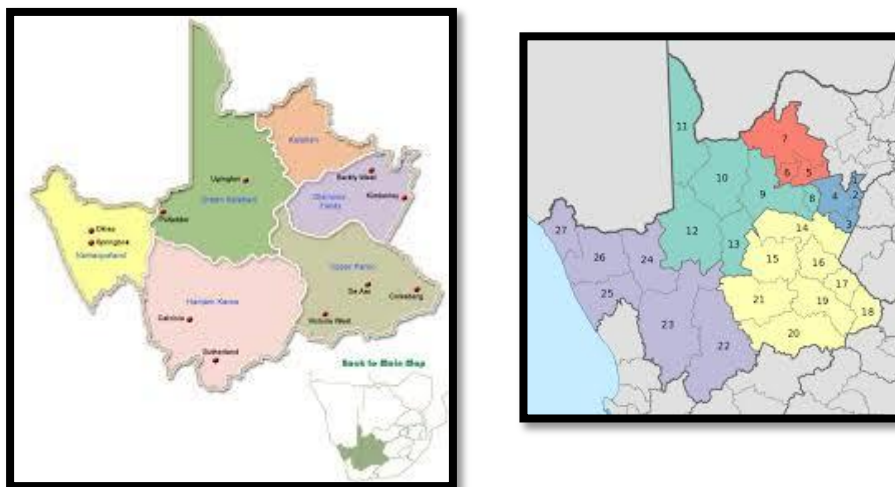 Kalahari
Upington
Green Kalahari
Barkly West
Kimberley
Diamond
Fields
Pofadder
Okiep
Springbok
Namaqualand
Upper Karoo
De Aar
Colesberg
Victoria West
Hantam Karoo
Calvinia
Sutherland
Back to Main Map
11
7
10
6
5
1
4
2
9
8
3
14
27
12
13
26
24
15
16
25
17
21
19
18
23
20
22